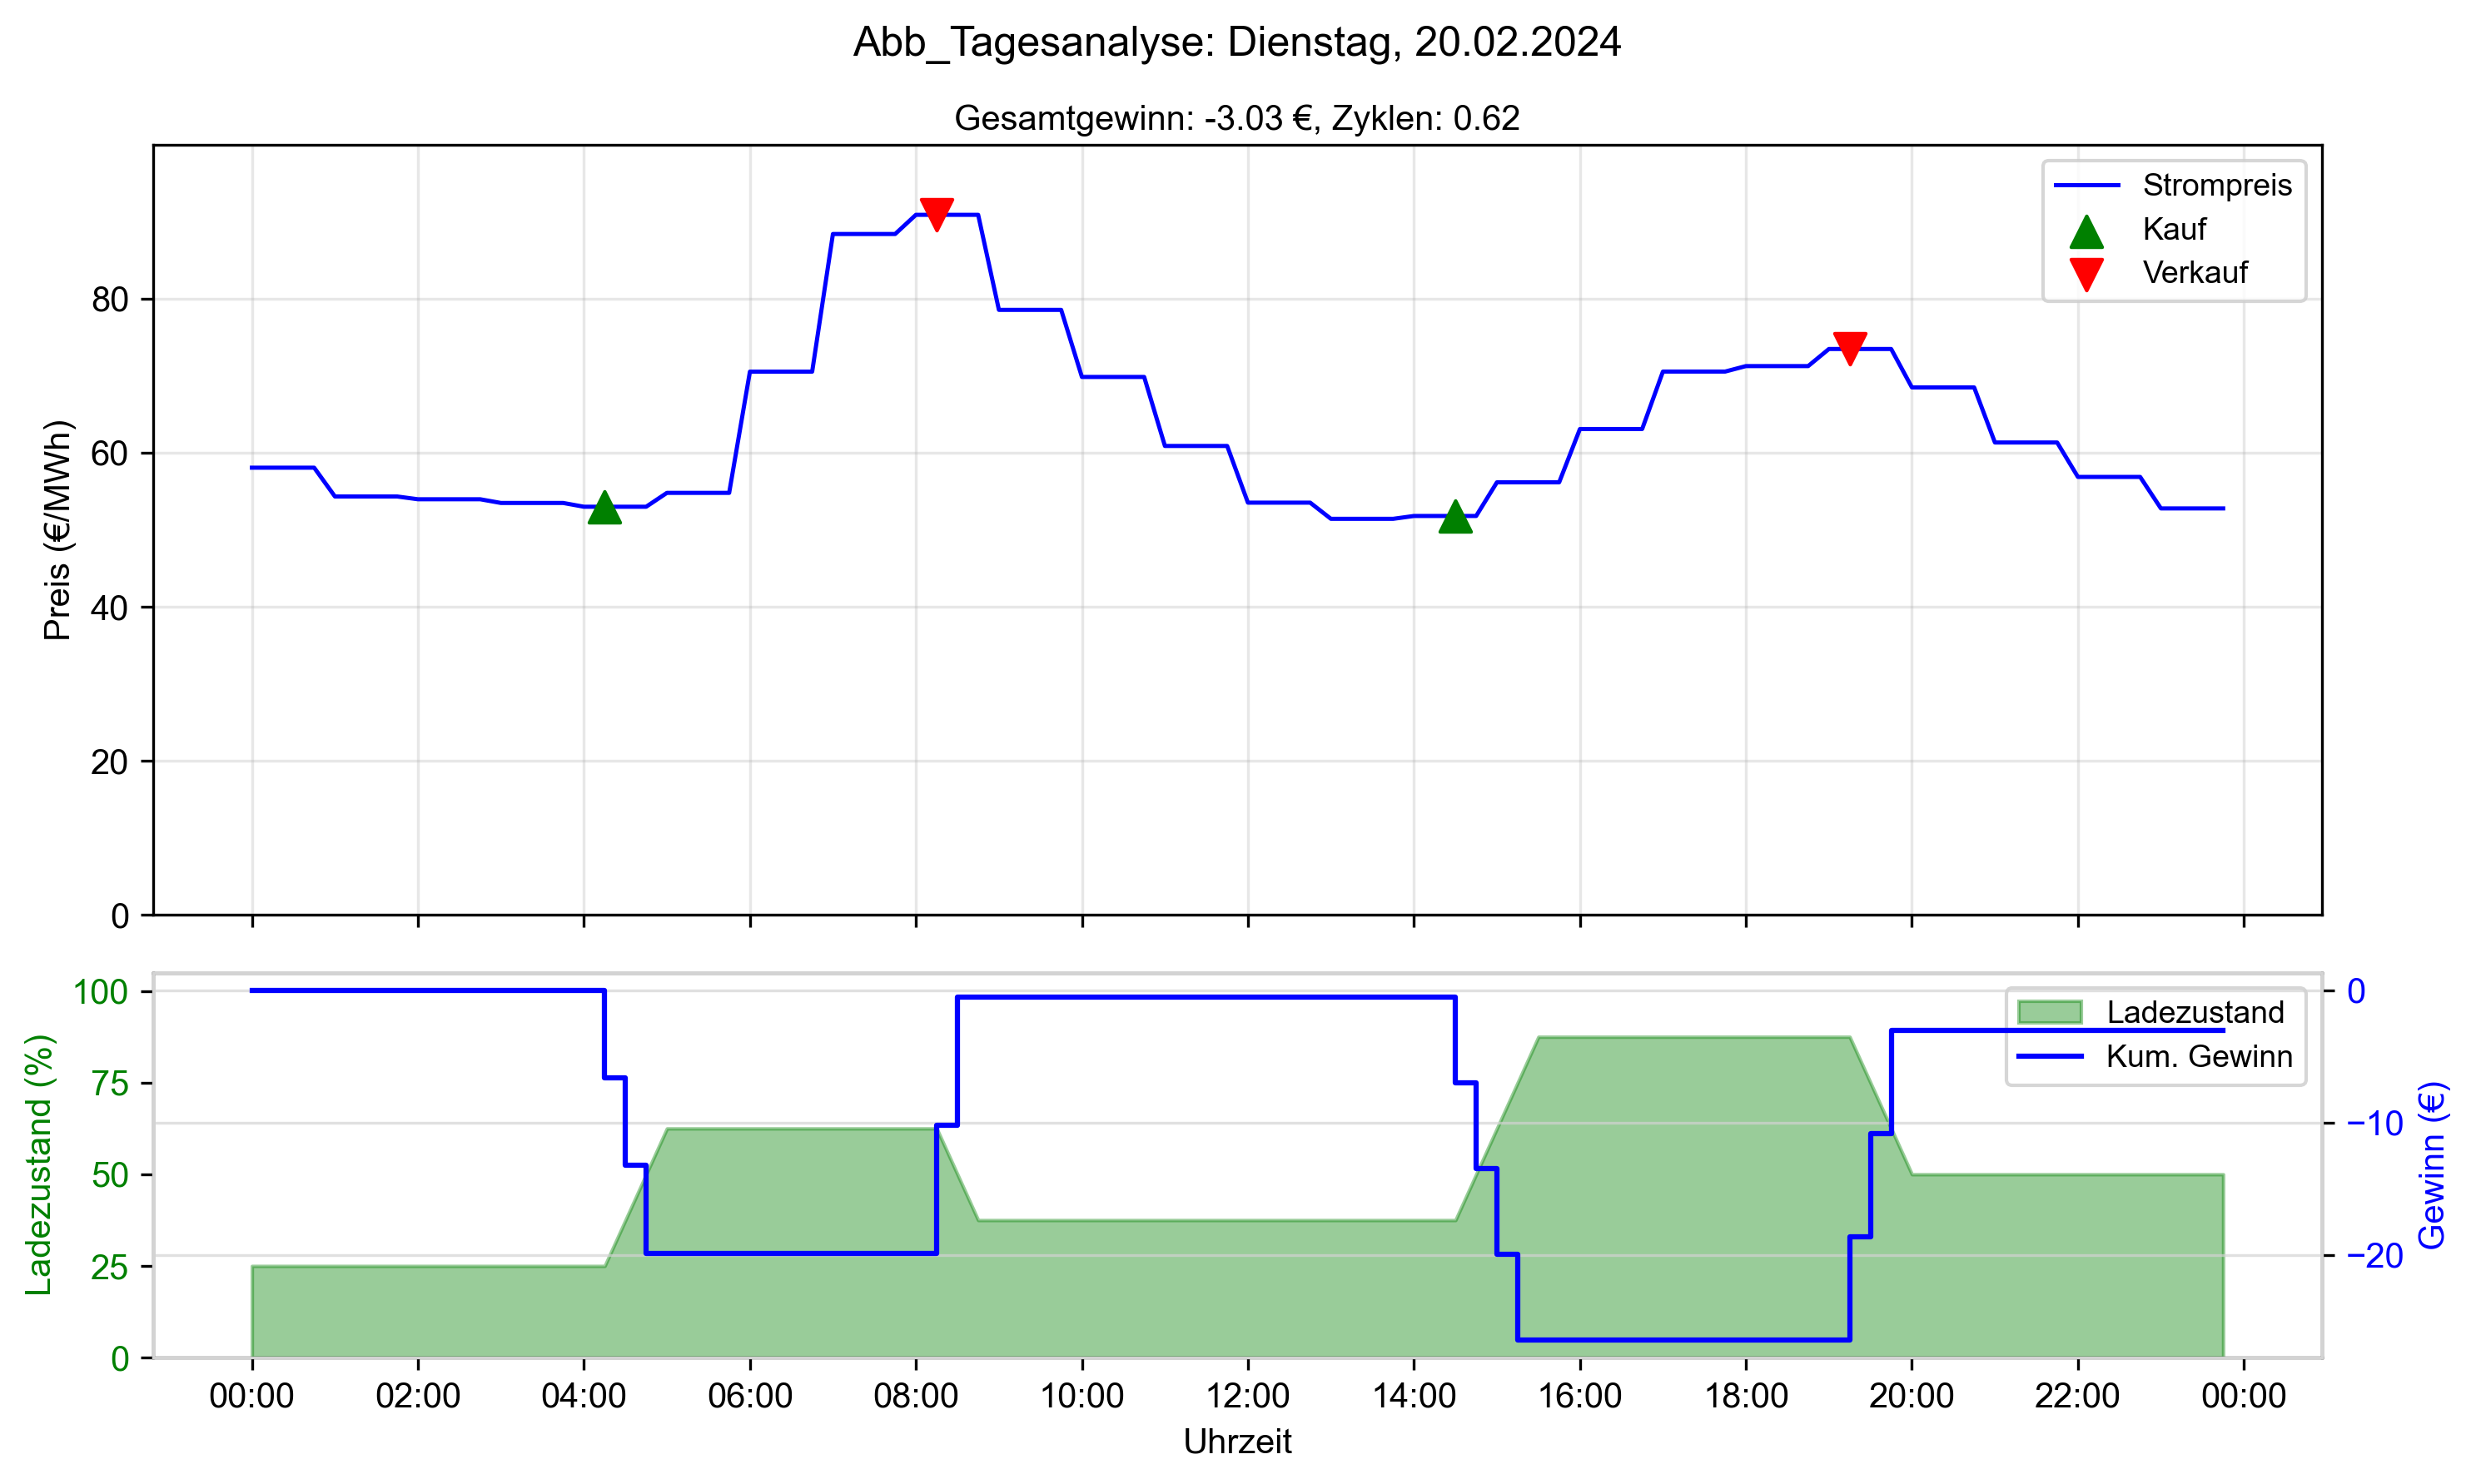 Abb_Tagesanalyse: Dienstag, 20.02.2024
Gesamtgewinn: -3.03 €, Zyklen: 0.62
Strompreis
Kauf
Verkauf
Preis (€/MWh)
80
60
40
20
0
Ladezustand (%)
100
75
50
25
0
Ladezustand
Kum. Gewinn
0
−10
−20
Gewinn (€)
00:00 02:00 04:00 06:00 08:00 10:00 12:00 14:00 16:00 18:00 20:00 22:00 00:00
Uhrzeit